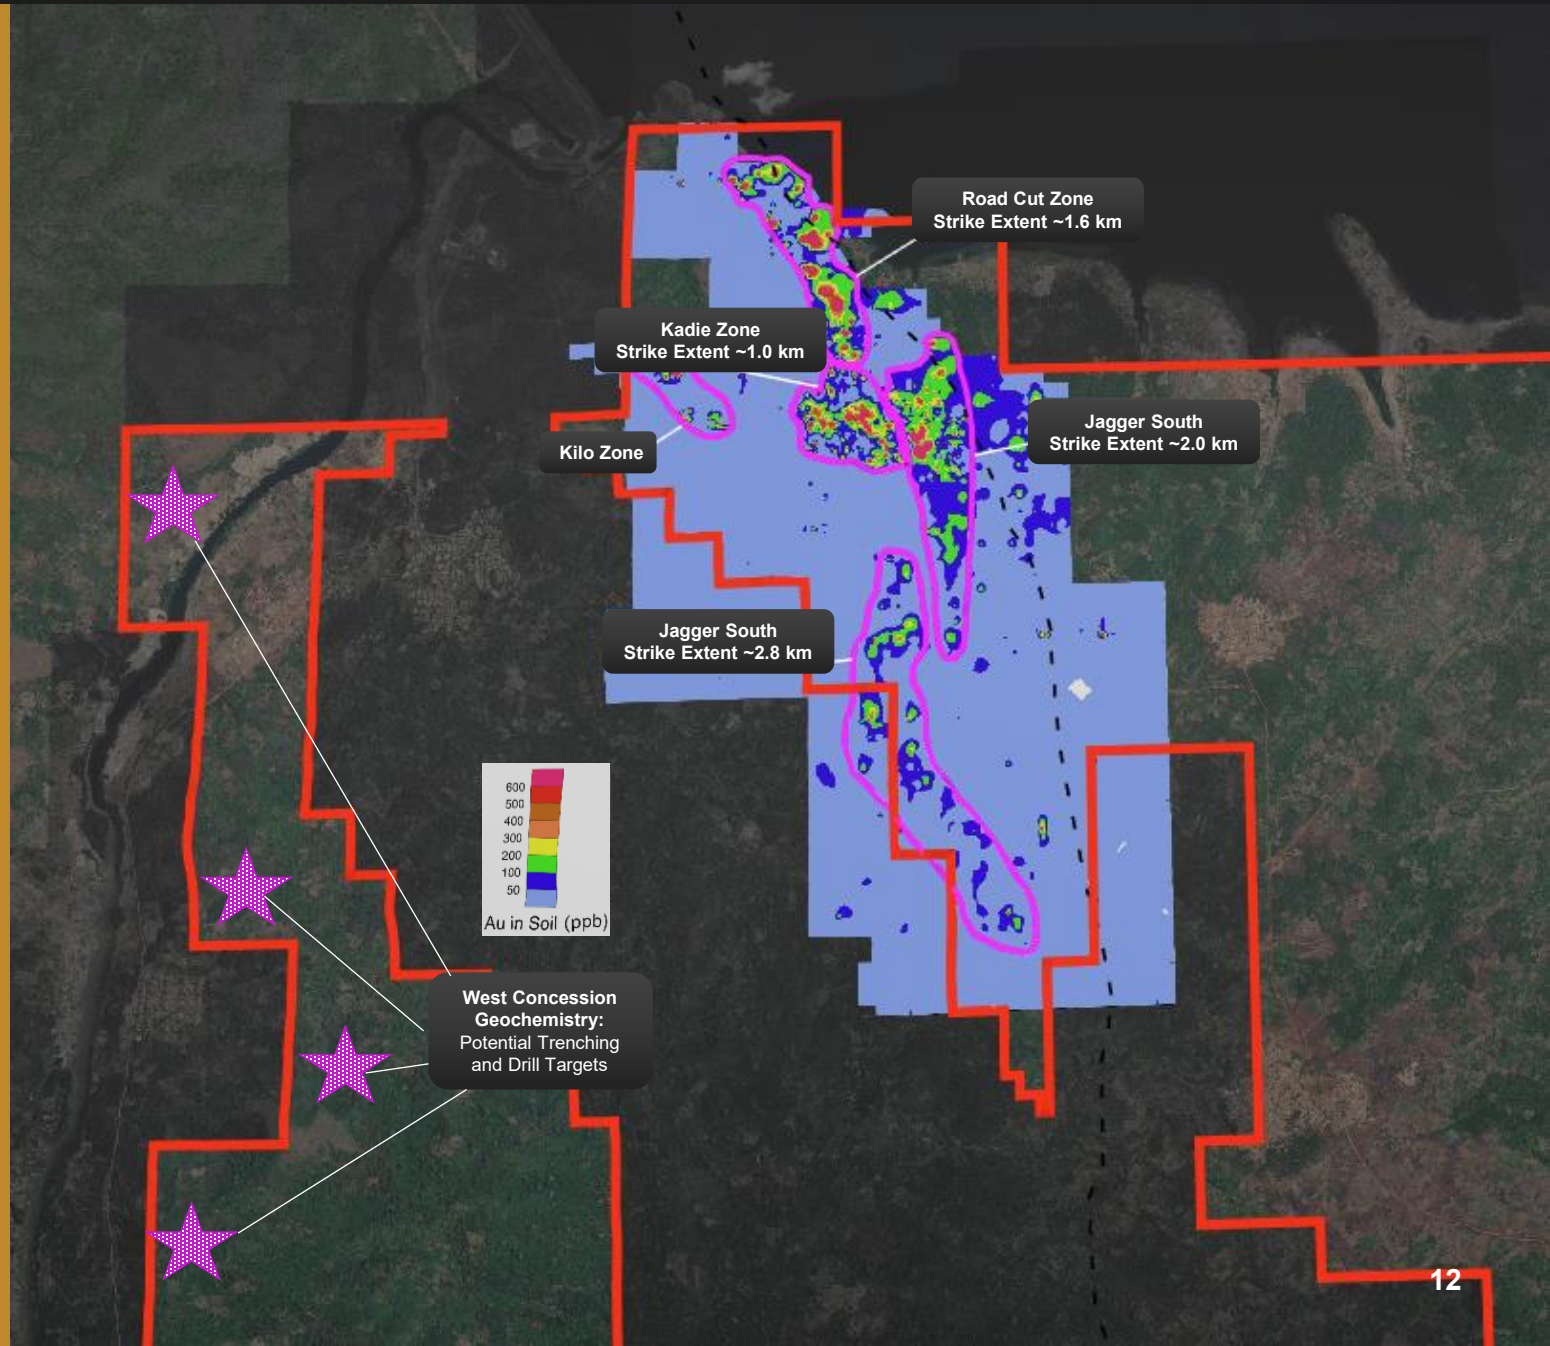 Road Cut Zone
Strike Extent ~1.6 km
Kadie Zone
Strike Extent ~1.0 km
Jagger South
Strike Extent ~2.0 km
Kilo Zone
Jagger South
Strike Extent ~2.8 km
600
500
400
300
200
100
50
Au in Soil (ppb)
West Concession
Geochemistry:
Potential Trenching
and Drill Targets
12